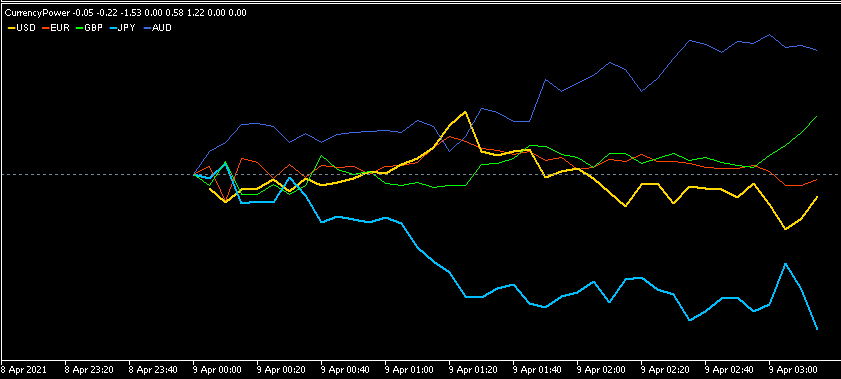 CurrencyPower -0.05 -0.22 -1.53 0.00 0.58 1.22 0.00 0.00
USD EUR GBP JPY AUD
8 Apr 2021 8 Apr 23:20 8 Apr 23:40 9 Apr 00:00 9 Apr 00:20 9 Apr 00:40 9 Apr 01:00 9 Apr 01:20 9 Apr 01:40 9 Apr 02:00 9 Apr 02:20 9 Apr 02:40 9 Apr 03:00